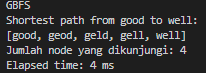 GBFS
Shortest path from good to well:
[good, geod, geld, gell, well]
Jumlah node yang dikunjungi: 4
Elapsed time: 4 ms